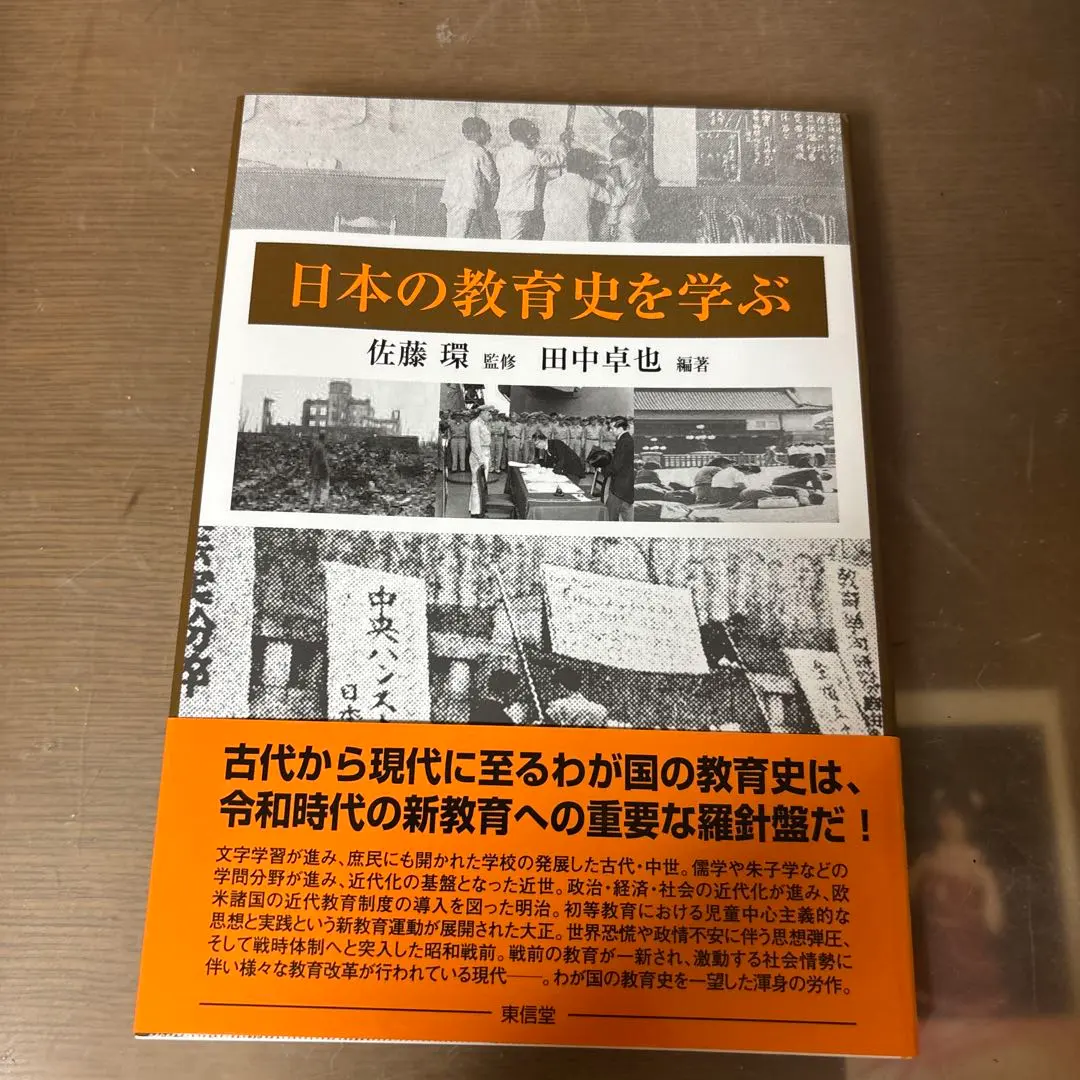 日本の教育史を学ぶ
佐藤 環 監修 田中卓也 編著
中央ハンスト
日本
古代から現代に至るわが国の教育史は、
令和時代の新教育への重要な羅針盤だ!
文字学習が進み、庶民にも開かれた学校の発展した古代・中世。儒学や朱子学などの
学問分野が進み、近代化の基盤となった近世。政治・経済・社会の近代化が進み、欧
米諸国の近代教育制度の導入を図った明治。初等教育における児童中心主義的な
思想と実践という新教育運動が展開された大正。世界恐慌や政情不安に伴う思想弾圧、
そして戦時体制へと突入した昭和戦前。戦前の教育が一新され、激動する社会情勢に
伴い様々な教育改革が行われている現代――。わが国の教育史を一望した渾身の労作。
東信堂